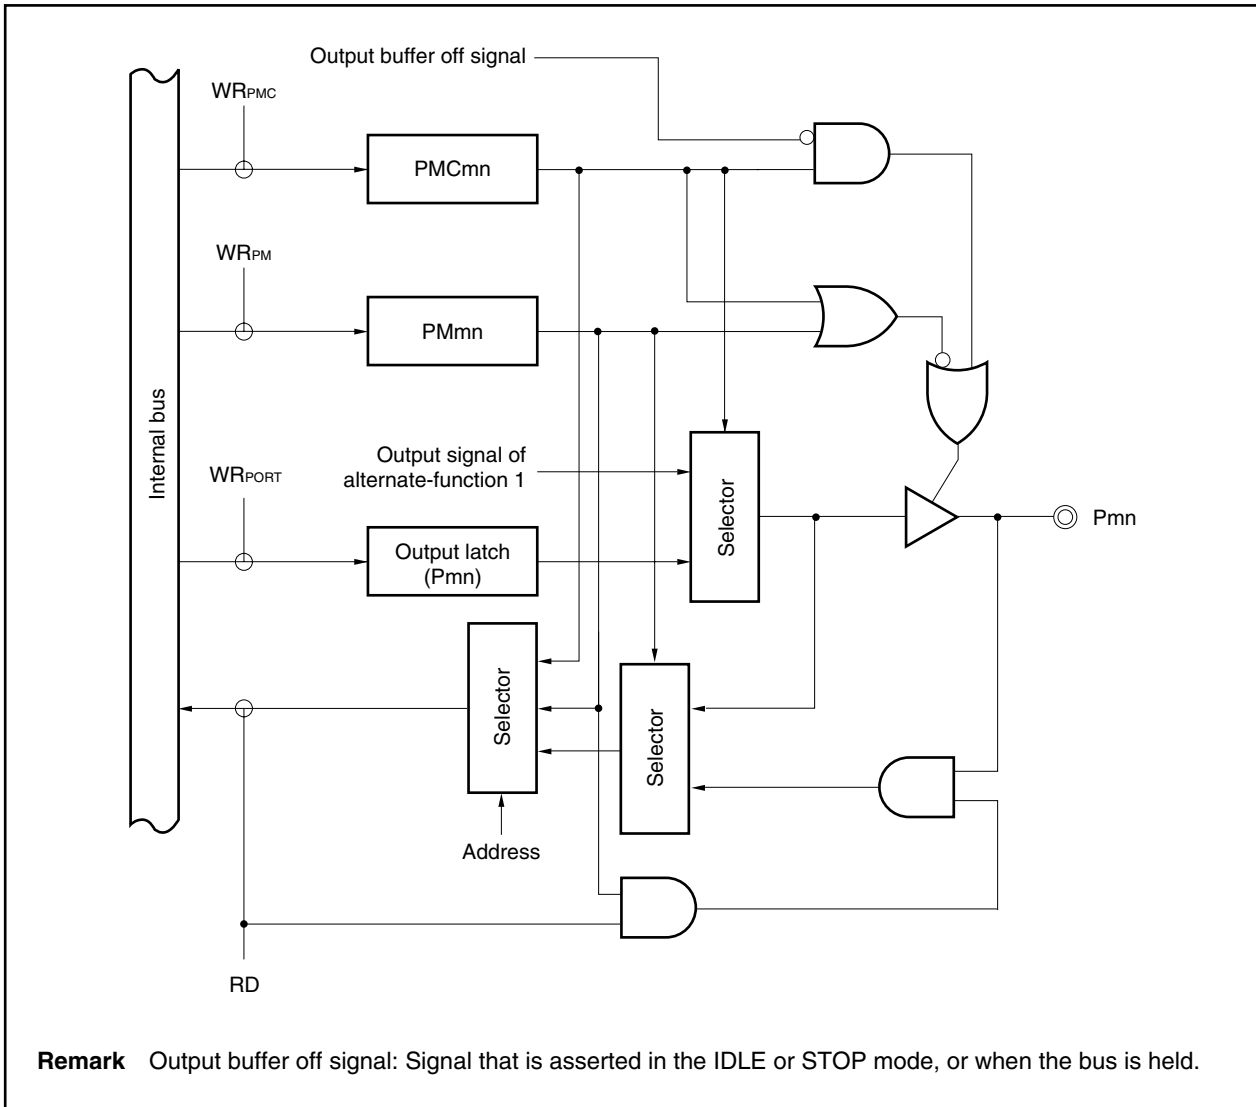 Output buffer off signal
WRPMC
PMCmn
WRPM
PMmn
Internal bus
Output signal of
alternate-function 1
WRPORT
Selector
Pmn
Output latch
(Pmn)
Selector
Selector
Address
RD
Remark Output buffer off signal: Signal that is asserted in the IDLE or STOP mode, or when the bus is held.